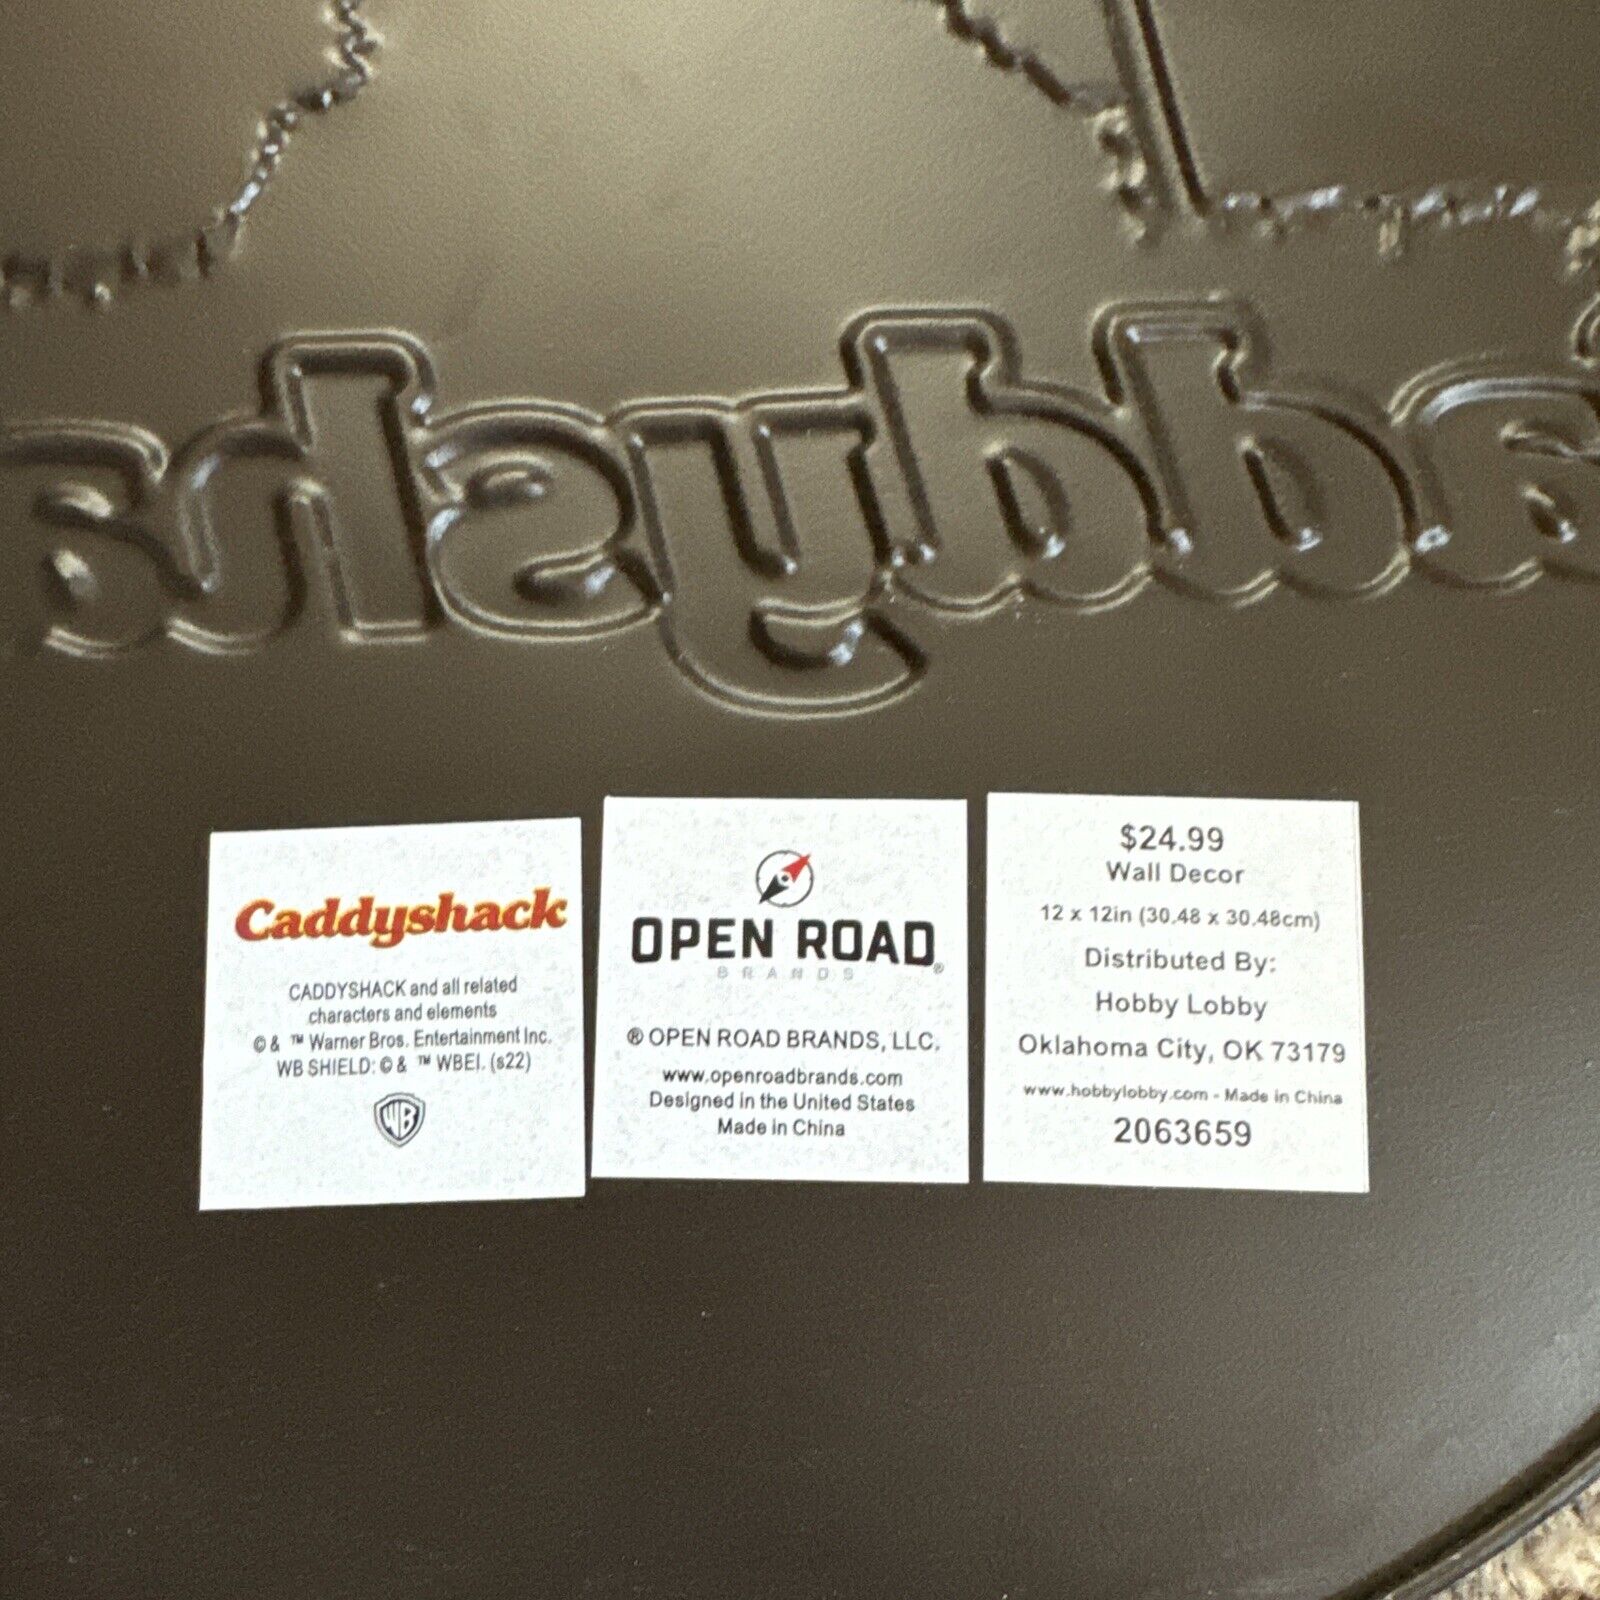 addysha
Caddyshack
CADDYSHACK and all related
characters and elements
© & ™ Warner Bros. Entertainment Inc.
WB SHIELD: © & ™ WBEI. (s22)
WB
OPEN ROAD®
BRANDS
® OPEN ROAD BRANDS, LLC.
www.openroadbrands.com
Designed in the United States
Made in China
$24.99
Wall Decor
12 x 12in (30.48 x 30.48cm)
Distributed By:
Hobby Lobby
Oklahoma City, OK 73179
www.hobbylobby.com - Made in China
2063659